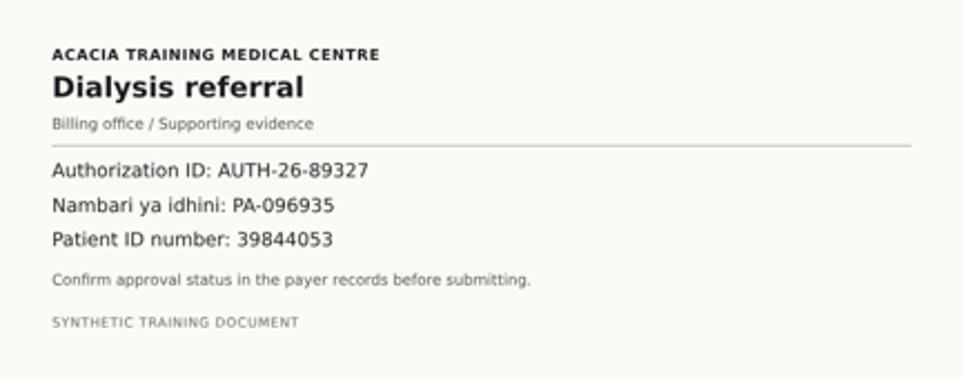 ACACIA TRAINING MEDICAL CENTRE
Dialysis referral
Billing office / Supporting evidence
Authorization ID: AUTH-26-89327
Nambari ya idhini: PA-096935
Patient ID number: 39844053
Confirm approval status in the payer records before submitting.
SYNTHETIC TRAINING DOCUMENT